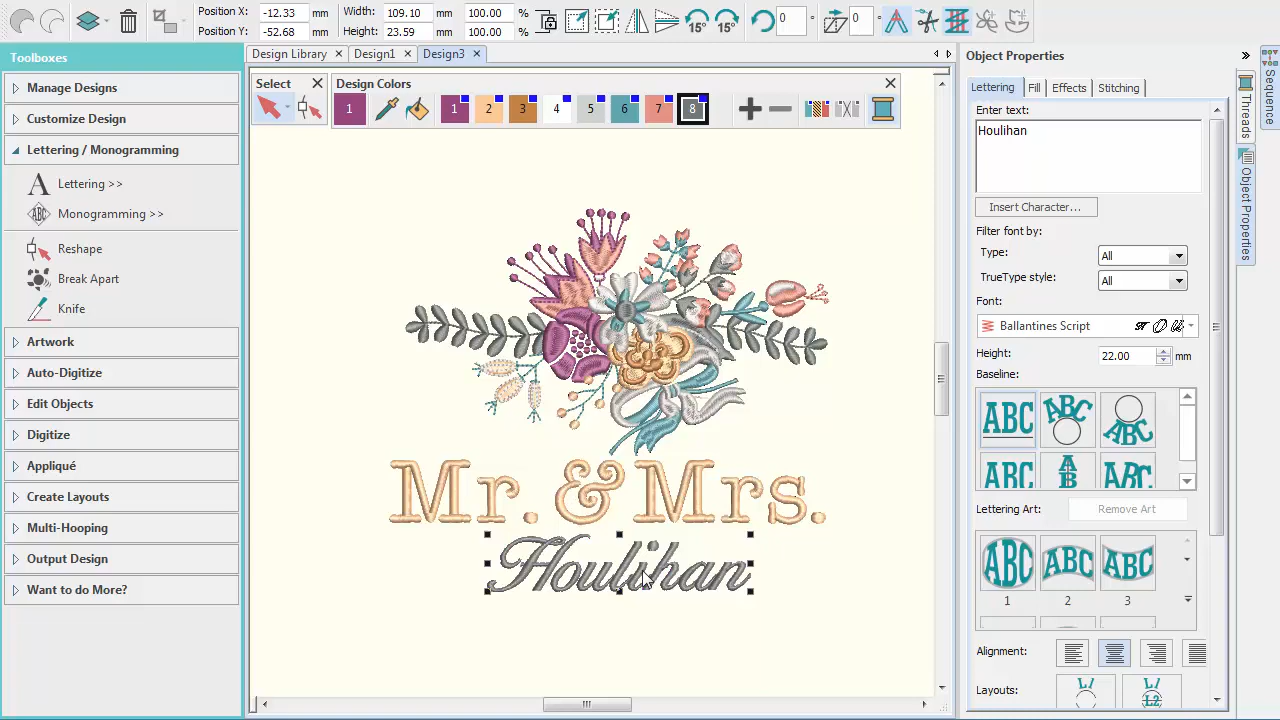 Position X: -12.33 mm Width: 109.10 mm 100.00 %
Height: 23.59 mm 100.00 %
15° 15° 0 ° 0 °
Toolboxes
Manage Designs
Customize Design
Lettering / Monogramming
Lettering >>
Monogramming >>
Reshape
Break Apart
Knife
Artwork
Auto-Digitize
Edit Objects
Digitize
Appliqué
Create Layouts
Multi-Hooping
Output Design
Want to do More?
Design Library Design1 Design3
Select
Design Colors
1 1 2 3 4 5 6 7 8
Mr. & Mrs.
Houlihan
Object Properties
Lettering Fill Effects Stitching
Enter text:
Houlihan
Insert Character...
Filter font by:
Type: All
TrueType style: All
Font:
Ballantines Script
Height: 22.00 mm
Baseline:
ABC ABC ABC
ABC A B ABC
Lettering Art: Remove Art
ABC ABC ABC
1 2 3
Alignment:
Layouts: L1 L1 L2
Sequence
Threads
Object Properties